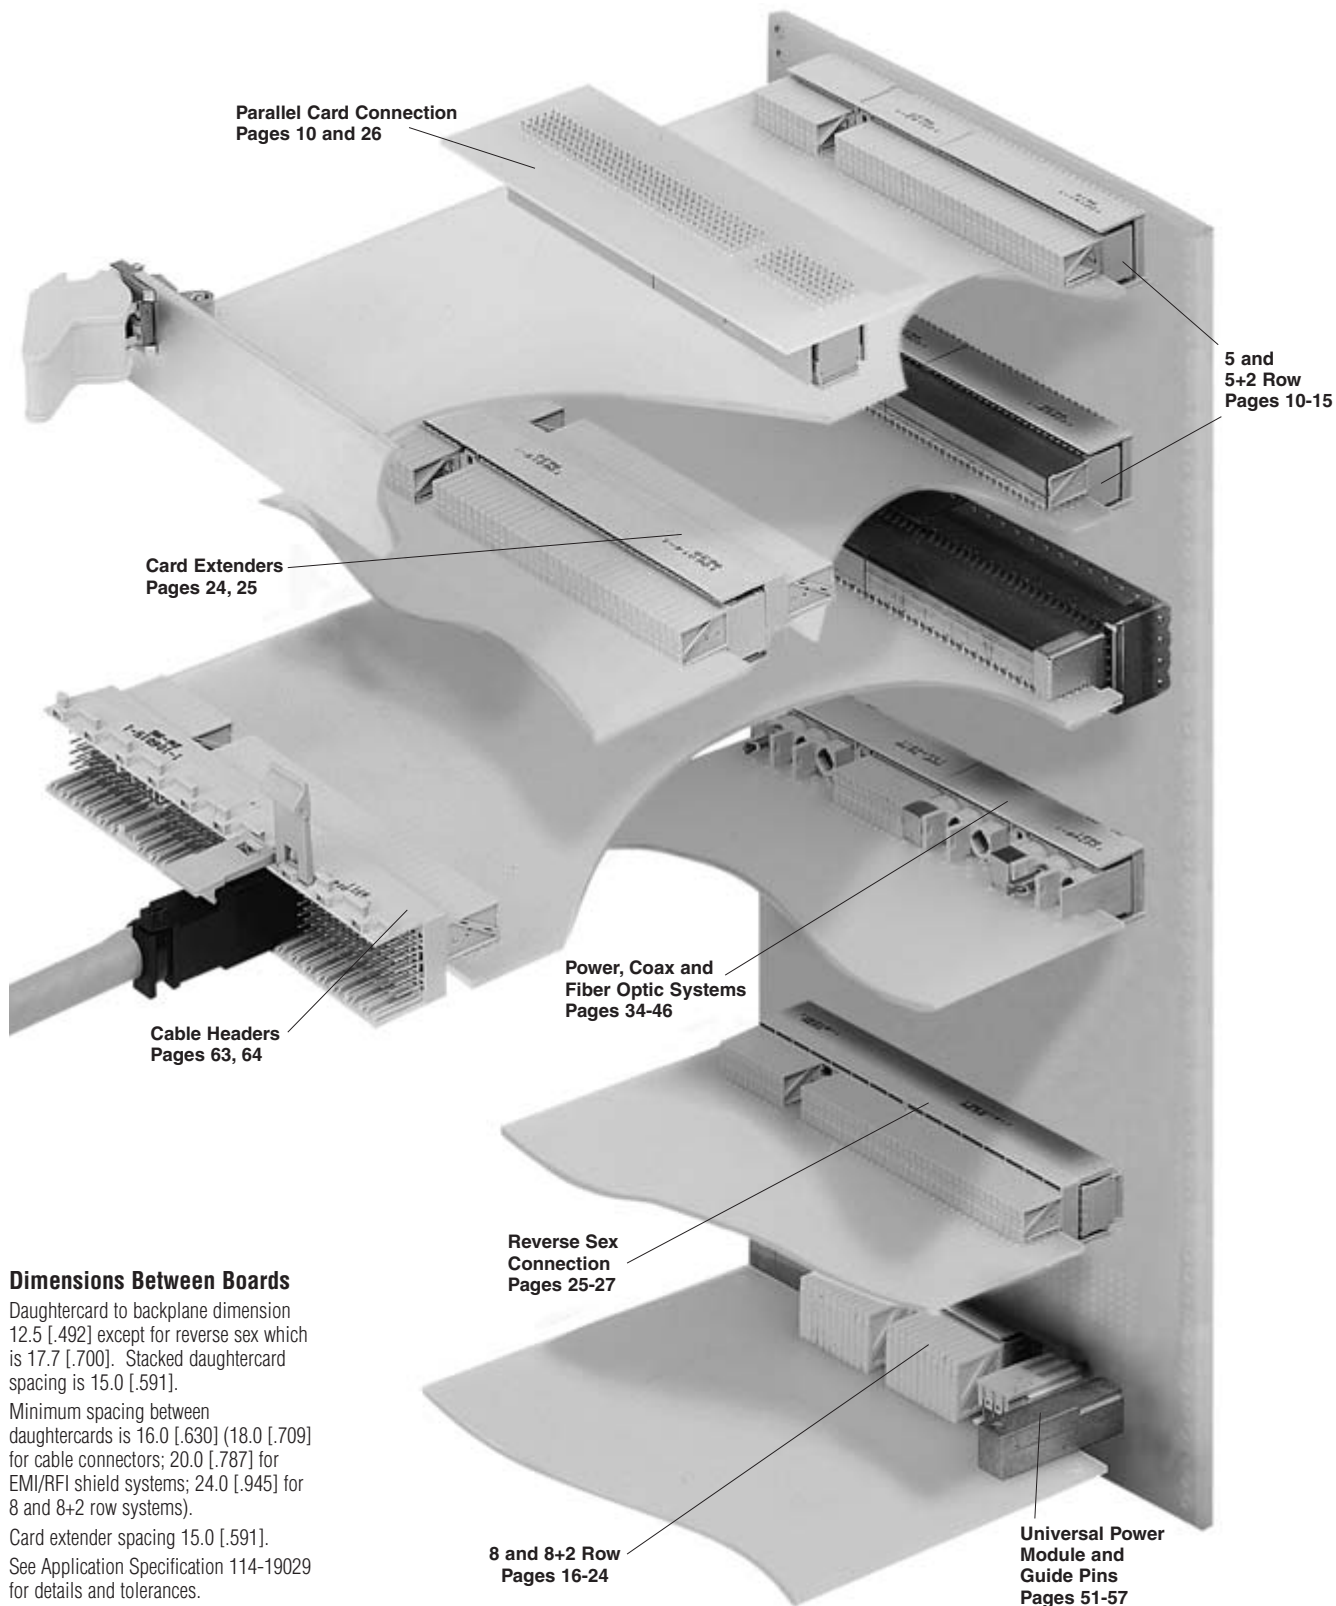 Parallel Card Connection
Pages 10 and 26
5 and
5+2 Row
Pages 10-15
Card Extenders
Pages 24, 25
Power, Coax and
Fiber Optic Systems
Pages 34-46
Cable Headers
Pages 63, 64
Reverse Sex
Connection
Pages 25-27
Dimensions Between Boards
Daughtercard to backplane dimension
12.5 [.492] except for reverse sex which
is 17.7 [.700]. Stacked daughtercard
spacing is 15.0 [.591].
Minimum spacing between
daughtercards is 16.0 [.630] (18.0 [.709]
for cable connectors; 20.0 [.787] for
EMI/RFI shield systems; 24.0 [.945] for
8 and 8+2 row systems).
Card extender spacing 15.0 [.591].
See Application Specification 114-19029
for details and tolerances.
8 and 8+2 Row
Pages 16-24
Universal Power
Module and
Guide Pins
Pages 51-57